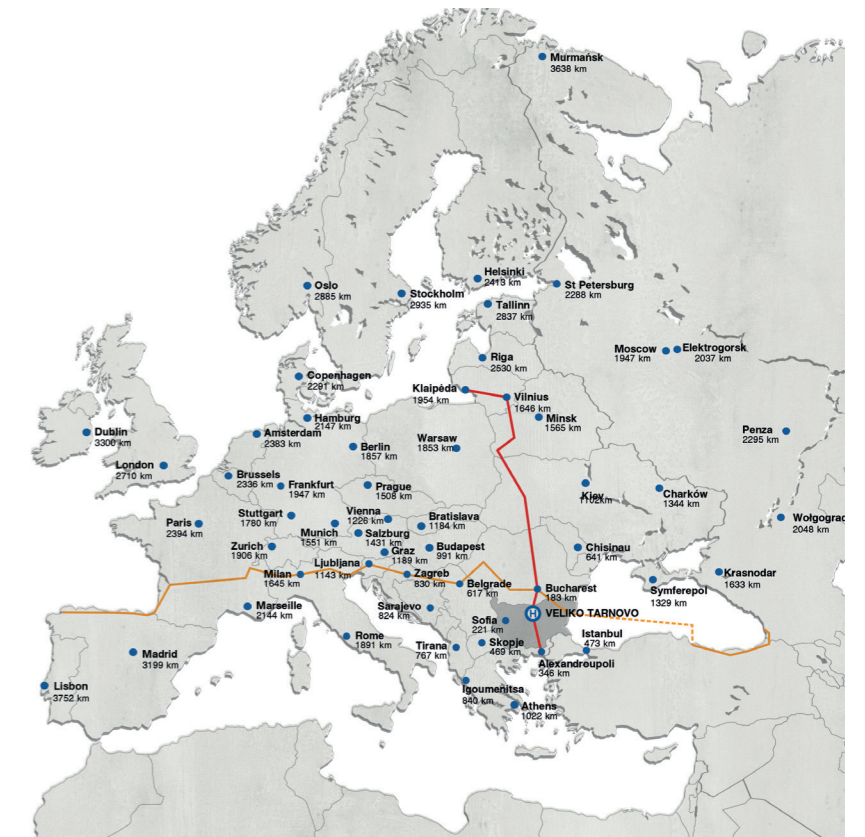 Murmańsk
3638 km
Helsinki
2413 km
Oslo
2885 km
Stockholm
2935 km
St Petersburg
2288 km
Tallinn
2837 km
Moscow
1947 km
Elektrogorsk
2037 km
Riga
2530 km
Copenhagen
2291 km
Klaipėda
1954 km
Vilnius
1646 km
Minsk
1565 km
Hamburg
2147 km
Dublin
3300 km
Amsterdam
2383 km
Berlin
1857 km
Warsaw
1853 km
Penza
2295 km
London
2710 km
Brussels
2336 km
Frankfurt
1947 km
Prague
1508 km
Kiev
1102km
Charków
1344 km
Paris
2394 km
Stuttgart
1780 km
Munich
1551 km
Vienna
1226 km
Salzburg
1431 km
Bratislava
1184 km
Wołgograd
2048 km
Zurich
1906 km
Graz
1189 km
Budapest
991 km
Chisinau
641 km
Milan
1645 km
Ljubljana
1143 km
Zagreb
830 km
Belgrade
617 km
Bucharest
183 km
Krasnodar
1633 km
Symferepol
1329 km
Marseille
2144 km
Sarajevo
824 km
H VELIKO TARNOVO
Sofia
221 km
Istanbul
473 km
Rome
1891 km
Tirana
767 km
Skopje
469 km
Alexandroupoli
346 km
Madrid
3199 km
Lisbon
3752 km
Igoumenitsa
840 km
Athens
1022 km